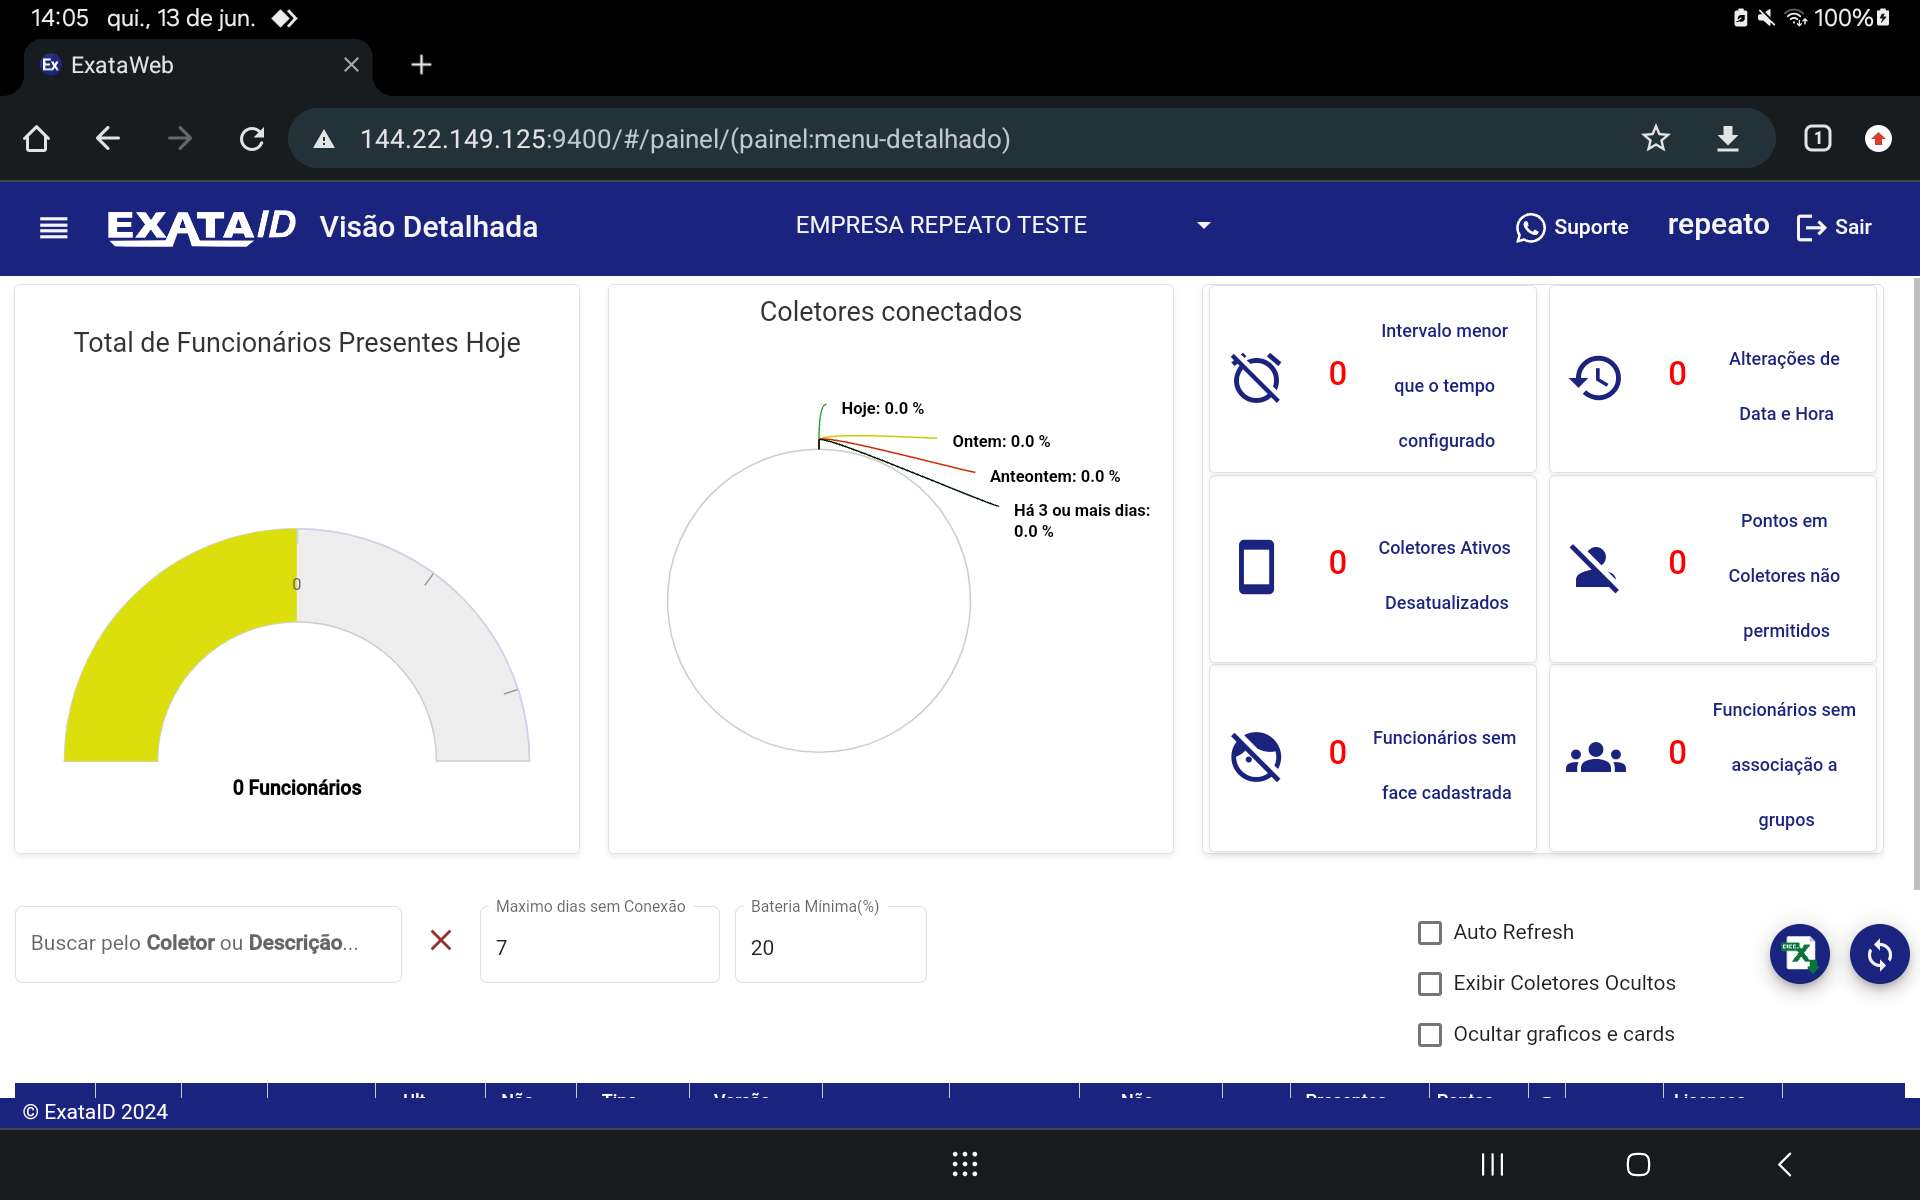 14:05 qui., 13 de jun.
100%
Ex ExataWeb
144.22.149.125:9400/#/painel/(painel:menu-detalhado)
1
EXATAID Visão Detalhada
EMPRESA REPEATO TESTE
Suporte
repeato
Sair
Total de Funcionários Presentes Hoje
0
0 Funcionários
Coletores conectados
Hoje: 0.0 %
Ontem: 0.0 %
Anteontem: 0.0 %
Há 3 ou mais dias:
0.0 %
0
Intervalo menor
que o tempo
configurado
0
Alterações de
Data e Hora
0
Coletores Ativos
Desatualizados
0
Pontos em
Coletores não
permitidos
0
Funcionários sem
face cadastrada
0
Funcionários sem
associação a
grupos
Buscar pelo Coletor ou Descrição...
Maximo dias sem Conexão
7
Bateria Mínima(%)
20
Auto Refresh
Exibir Coletores Ocultos
Ocultar graficos e cards
© ExataID 2024